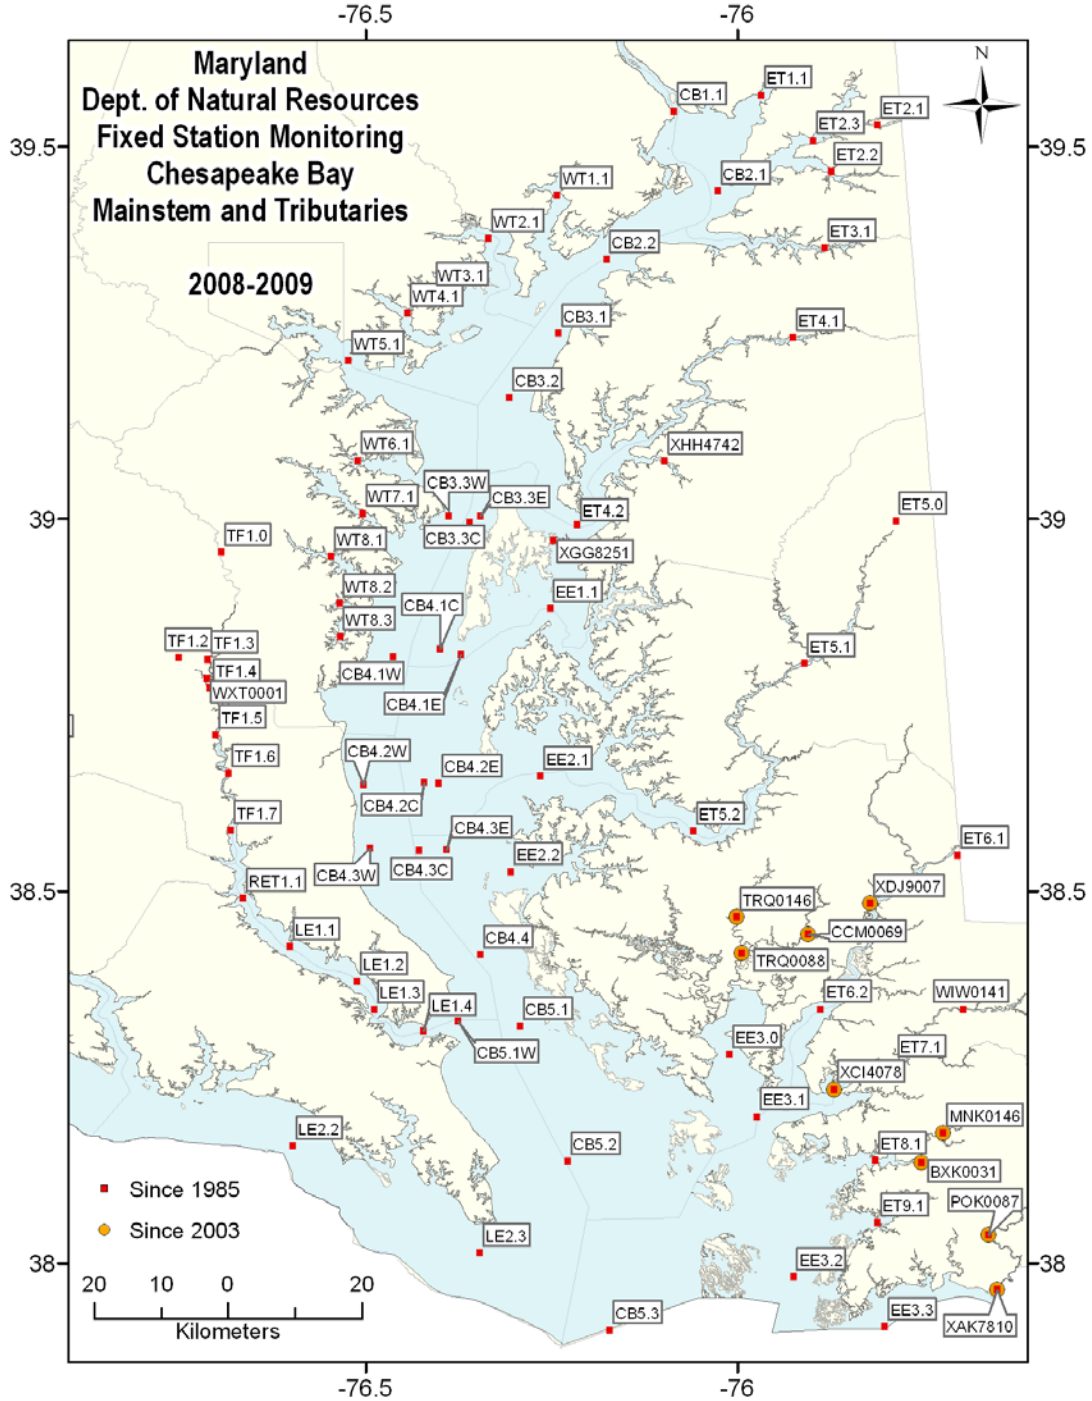 -76.5
-76
Maryland
Dept. of Natural Resources
Fixed Station Monitoring
Chesapeake Bay
Mainstem and Tributaries
2008-2009
N
39.5
39.5
CB1.1
ET1.1
ET2.1
ET2.3
ET2.2
CB2.1
WT1.1
WT2.1
ET3.1
CB2.2
WT3.1
WT4.1
CB3.1
ET4.1
WT5.1
CB3.2
WT6.1
XHH4742
CB3.3W
WT7.1
CB3.3E
39
39
ET4.2
ET5.0
TF1.0
WT8.1
CB3.3C
XGG8251
WT8.2
CB4.1C
EE1.1
WT8.3
TF1.2
TF1.3
ET5.1
TF1.4
CB4.1W
WXT0001
CB4.1E
TF1.5
TF1.6
CB4.2W
CB4.2E
EE2.1
CB4.2C
TF1.7
ET5.2
CB4.3E
ET6.1
EE2.2
CB4.3W
CB4.3C
38.5
38.5
RET1.1
XDJ9007
TRQ0146
LE1.1
CCM0069
CB4.4
TRQ0088
LE1.2
LE1.3
ET6.2
WIW0141
LE1.4
CB5.1
EE3.0
ET7.1
CB5.1W
XCI4078
EE3.1
MNK0146
LE2.2
ET8.1
CB5.2
BXK0031
Since 1985
POK0087
ET9.1
Since 2003
LE2.3
38
38
EE3.2
20
10
0
20
Kilometers
CB5.3
EE3.3
XAK7810
-76.5
-76